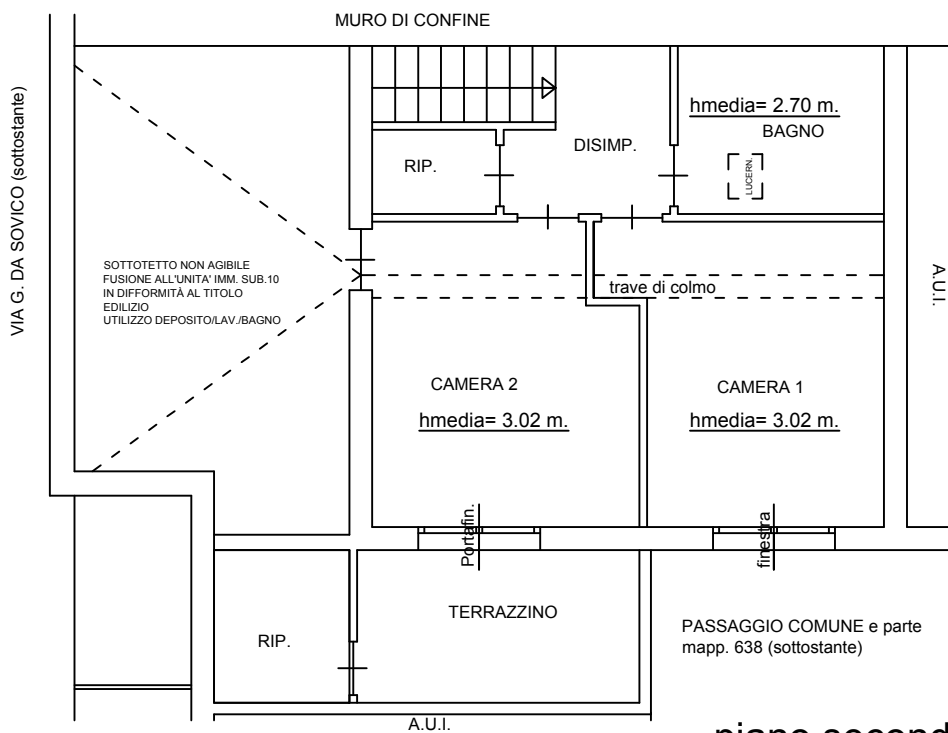 MURO DI CONFINE
VIA G. DA SOVICO (sottostante)
hmedia= 2.70 m.
BAGNO
DISIMP.
RIP.
LUCERN.
SOTTOTETTO NON AGIBILE
FUSIONE ALL'UNITA' IMM. SUB.10
IN DIFFORMITÀ AL TITOLO
EDILIZIO
UTILIZZO DEPOSITO/LAV./BAGNO
trave di colmo
A.U.I.
CAMERA 2
hmedia= 3.02 m.
CAMERA 1
hmedia= 3.02 m.
Portafin.
finestra
TERRAZZINO
RIP.
PASSAGGIO COMUNE e parte
mapp. 638 (sottostante)
A.U.I.
piano second